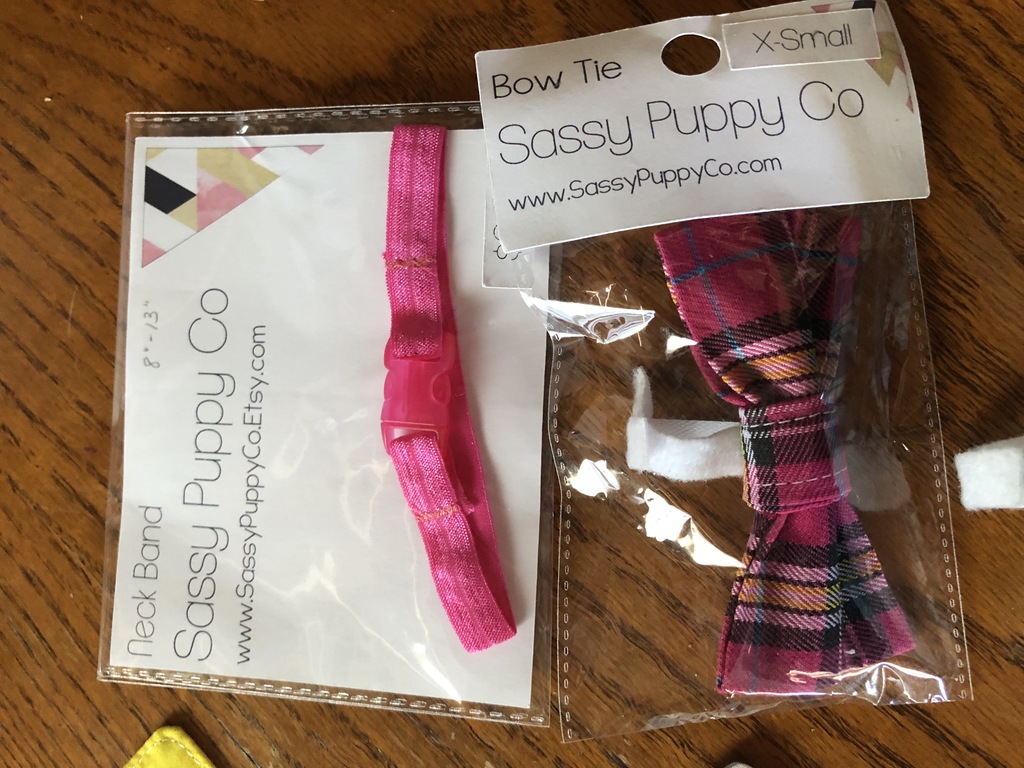 Bow Tie
X-Small
Sassy Puppy Co
www.SassyPuppyCo.com
Neck Band
8"-13"
Sassy Puppy Co
www.SassyPuppyCo.Etsy.com